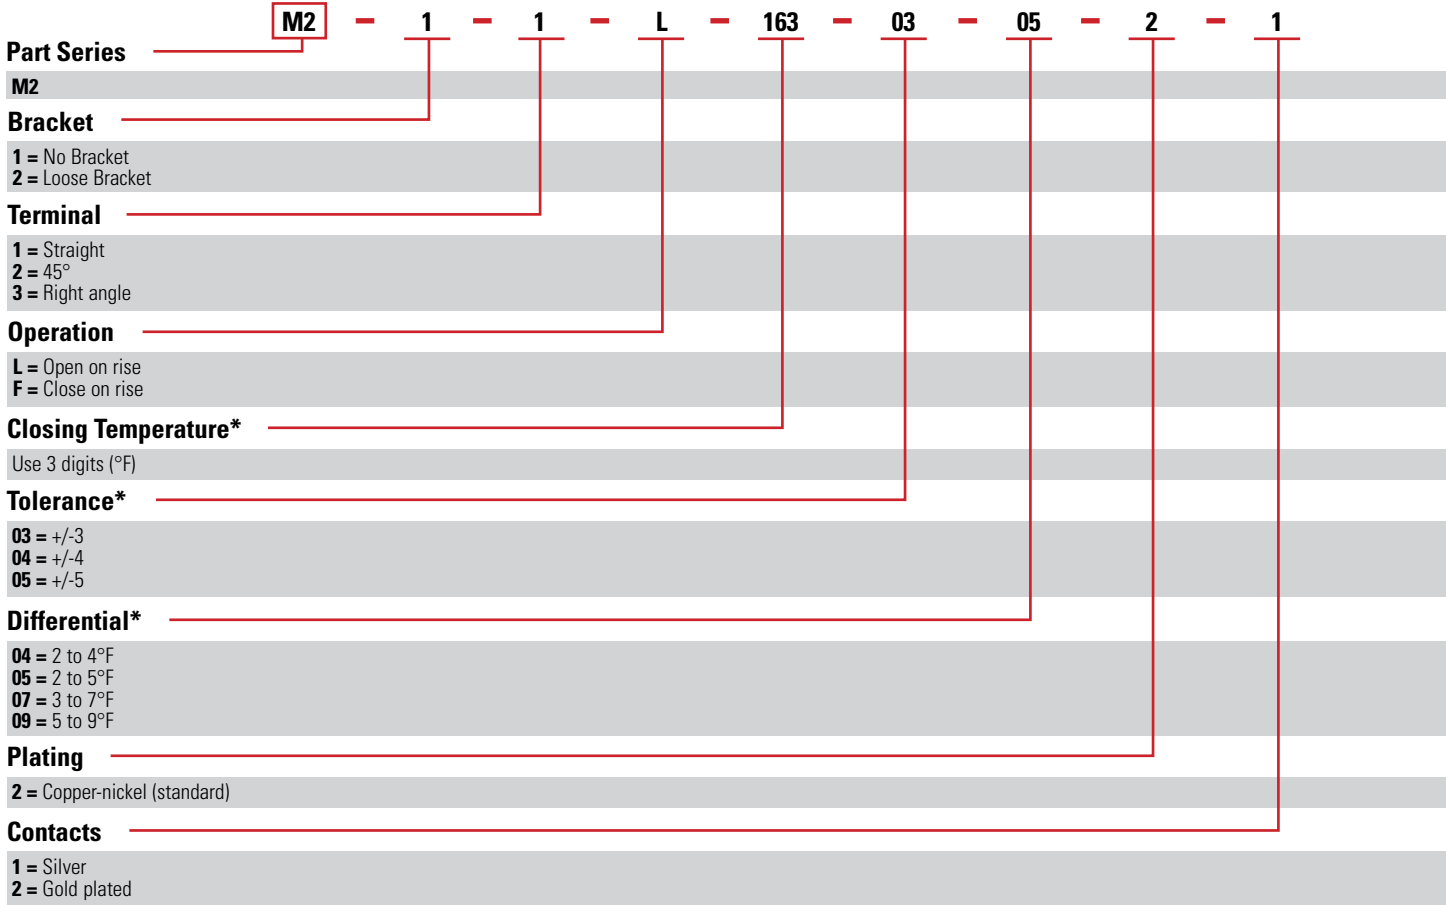 M2 – 1 – 1 – L – 163 – 03 – 05 – 2 – 1
Part Series
M2
Bracket
1 = No Bracket
2 = Loose Bracket
Terminal
1 = Straight
2 = 45°
3 = Right angle
Operation
L = Open on rise
F = Close on rise
Closing Temperature*
Use 3 digits (°F)
Tolerance*
03 = +/-3
04 = +/-4
05 = +/-5
Differential*
04 = 2 to 4°F
05 = 2 to 5°F
07 = 3 to 7°F
09 = 5 to 9°F
Plating
2 = Copper-nickel (standard)
Contacts
1 = Silver
2 = Gold plated